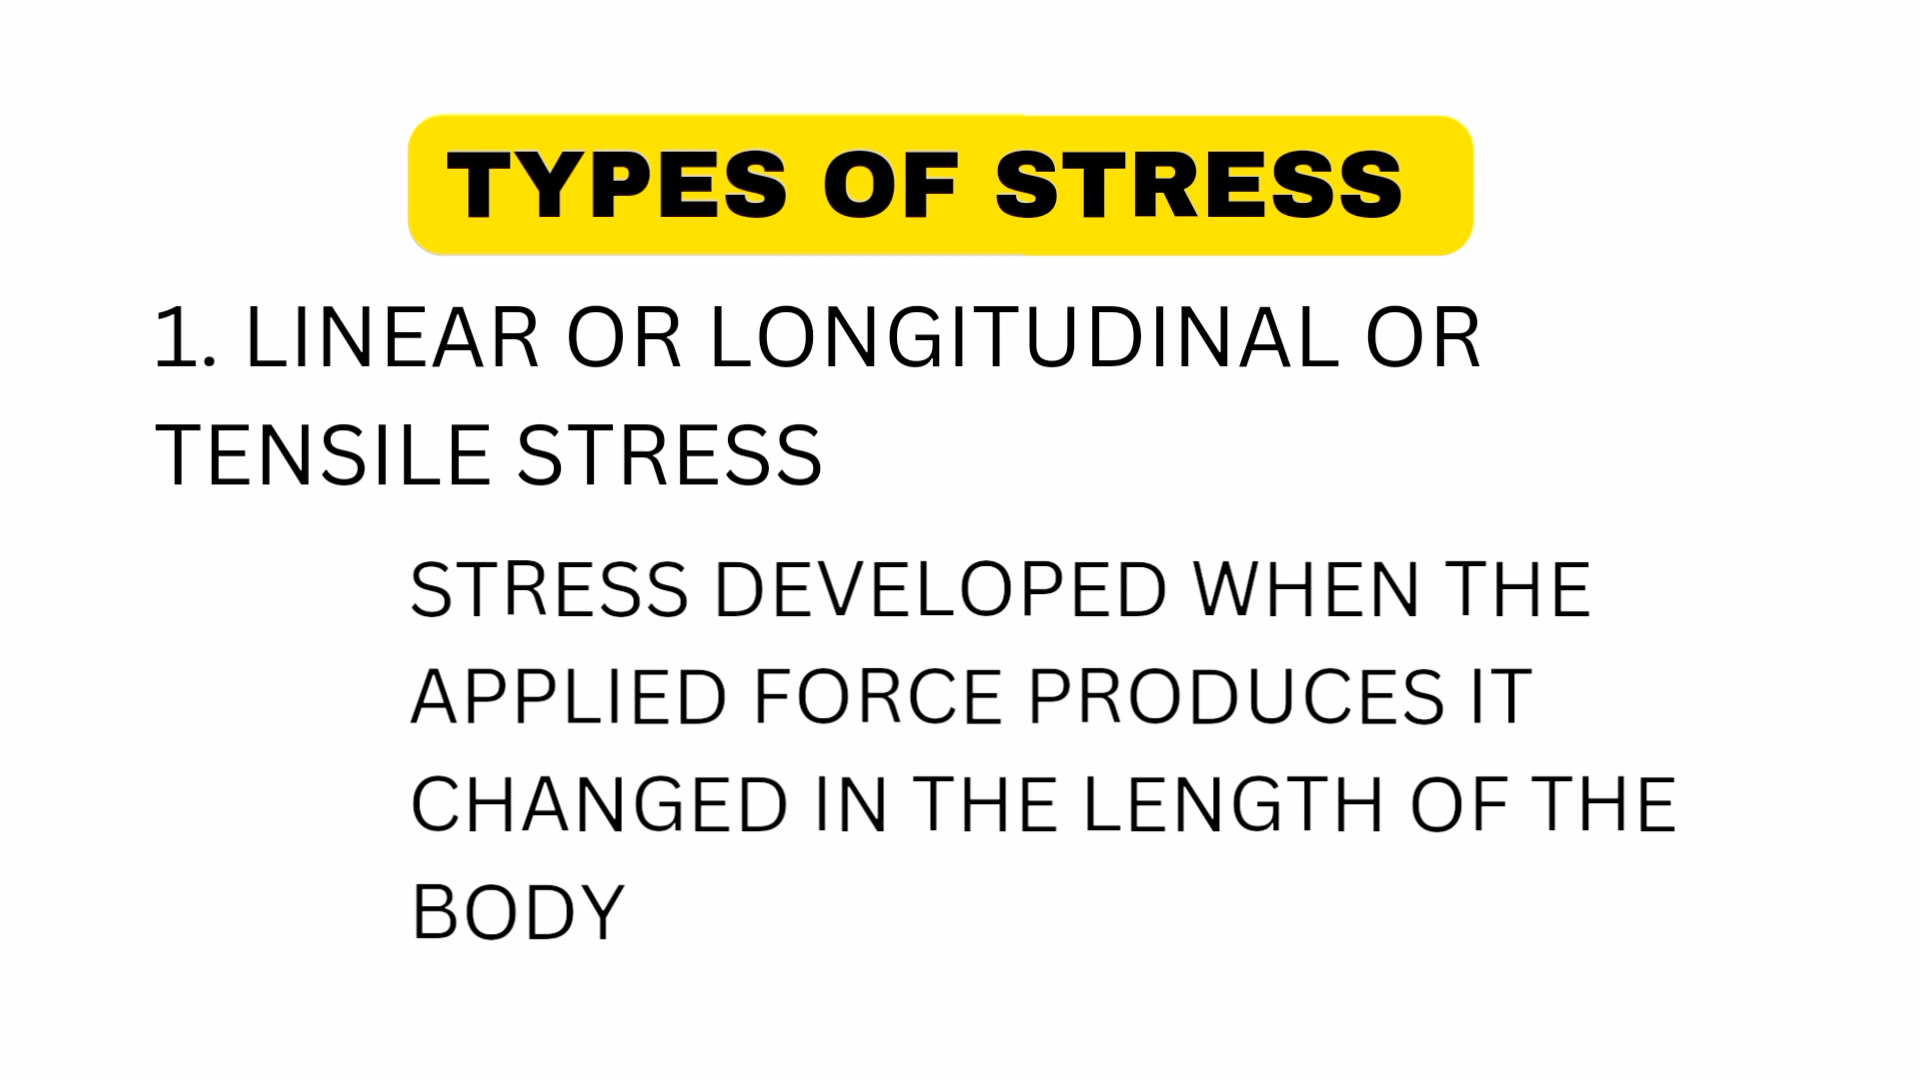 TYPES OF STRESS
1. LINEAR OR LONGITUDINAL OR
TENSILE STRESS
STRESS DEVELOPED WHEN THE
APPLIED FORCE PRODUCES IT
CHANGED IN THE LENGTH OF THE
BODY